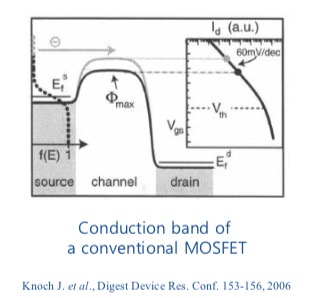 I_d (a.u.)
⊖
60mV/dec
E_f^s
Φ_max
V_th
V_gs
E_f^d
f(E) 1
source channel drain
Conduction band of
a conventional MOSFET
Knoch J. et al., Digest Device Res. Conf. 153-156, 2006